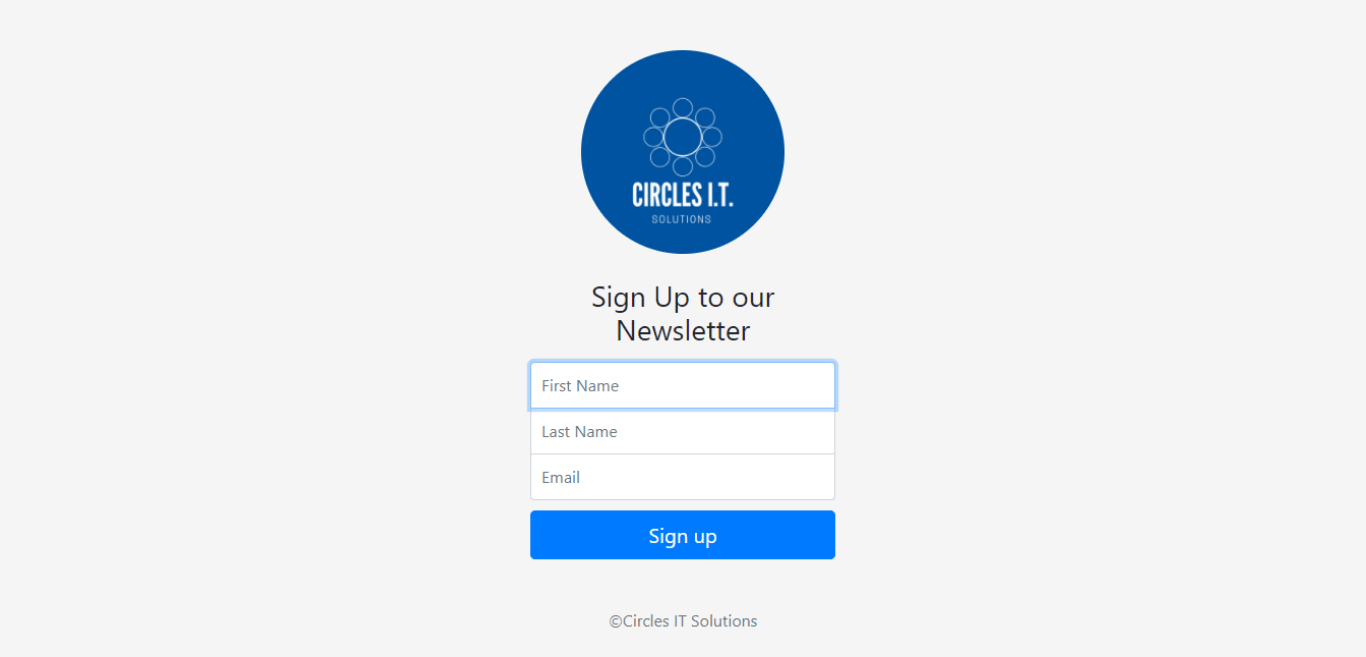 CIRCLES I.T.
SOLUTIONS
Sign Up to our
Newsletter
First Name
Last Name
Email
Sign up
©Circles IT Solutions